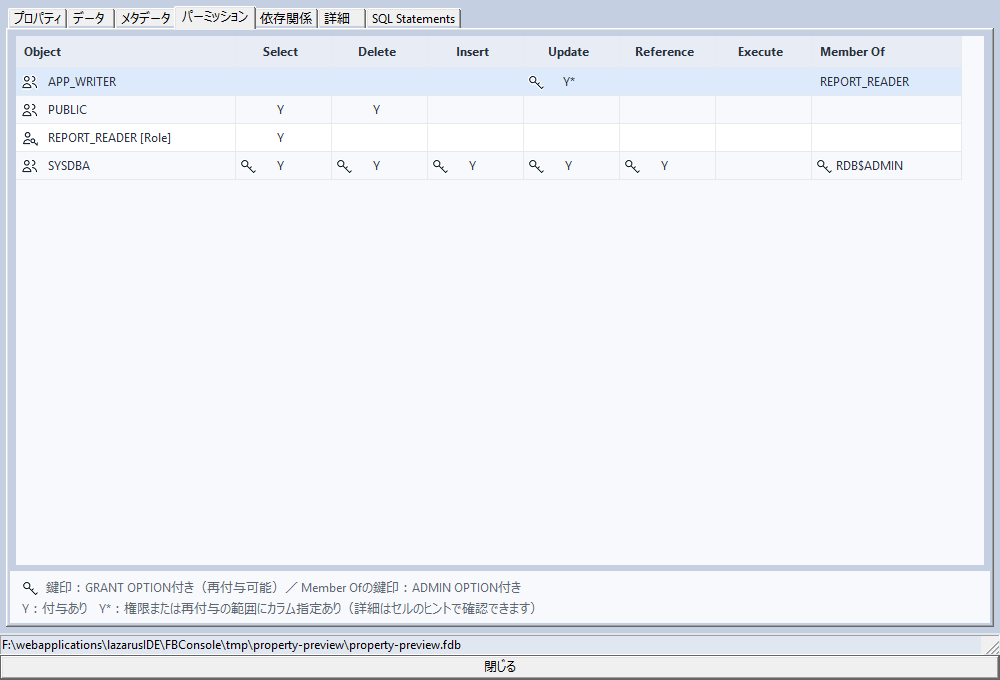 プロパティ データ メタデータ パーミッション 依存関係 詳細 SQL Statements
Object Select Delete Insert Update Reference Execute Member Of
APP_WRITER Y* REPORT_READER
PUBLIC Y Y
REPORT_READER [Role] Y
SYSDBA Y Y Y Y Y RDB$ADMIN
鍵印：GRANT OPTION付き（再付与可能）／ Member Ofの鍵印：ADMIN OPTION付き
Y：付与あり Y*：権限または再付与の範囲にカラム指定あり（詳細はセルのヒントで確認できます）
F:\webapplications\lazarusIDE\FBConsole\tmp\property-preview\property-preview.fdb
閉じる